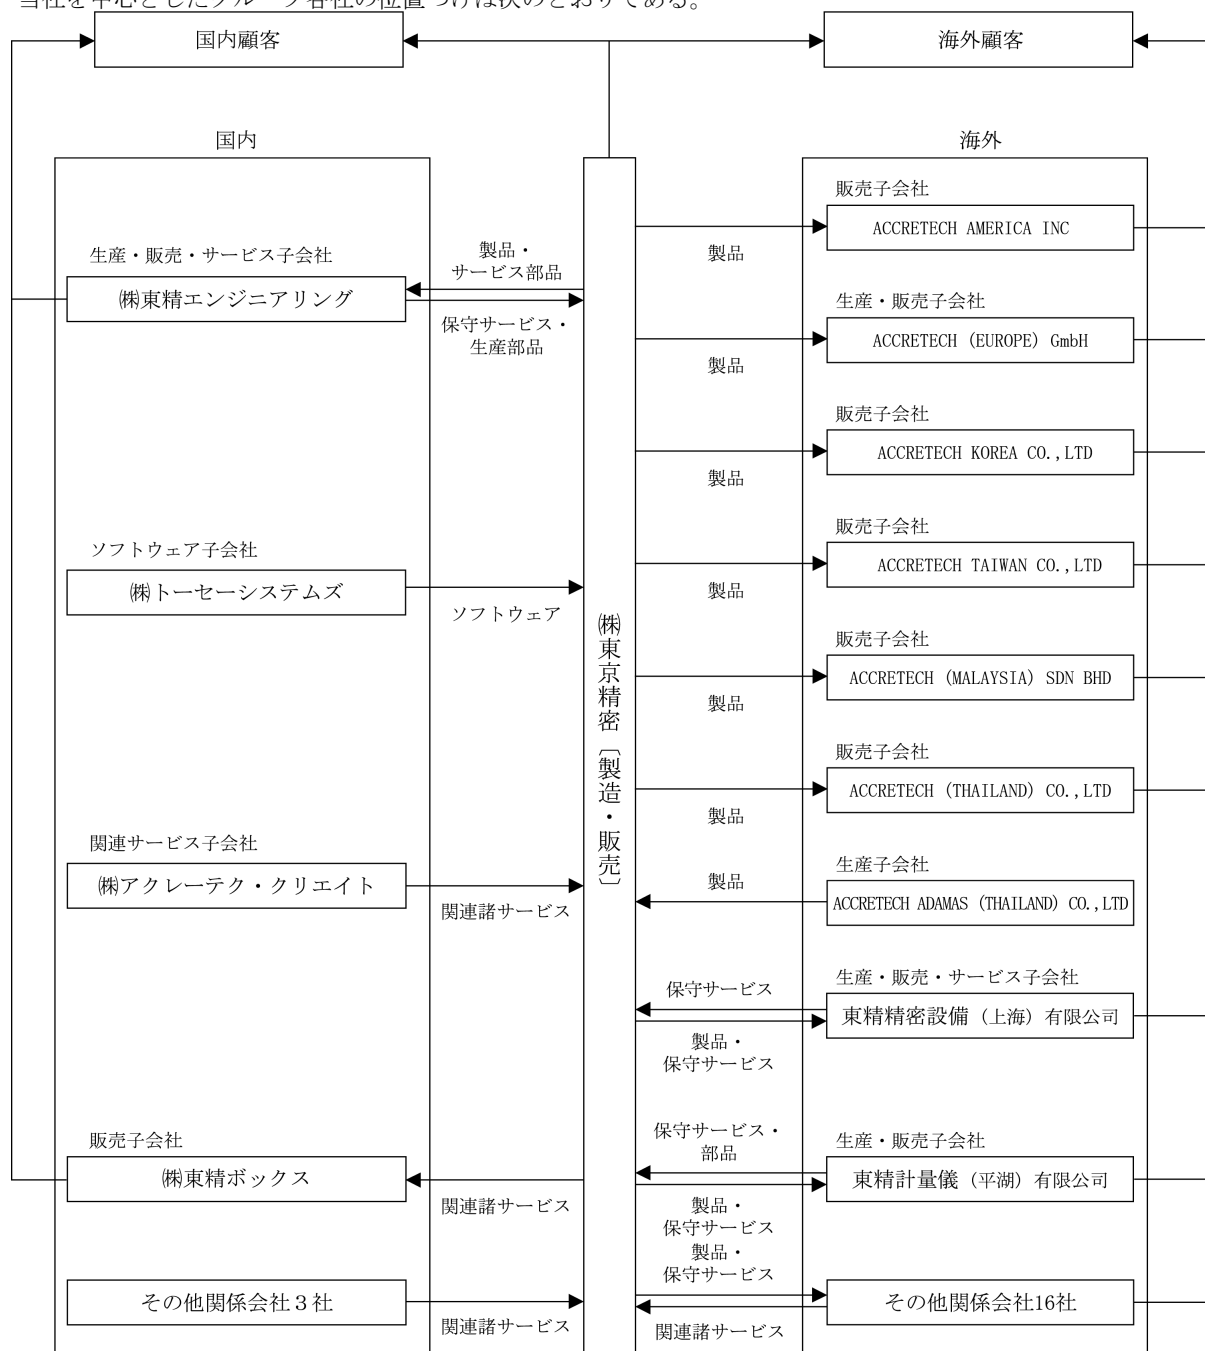 当社を中心としたグループ各社の位置づけは次のとおりである。
国内顧客
海外顧客
国内
海外
生産・販売・サービス子会社
㈱東精エンジニアリング
製品・
サービス部品
保守サービス・
生産部品
ソフトウェア子会社
㈱トーセーシステムズ
ソフトウェア
関連サービス子会社
㈱アクレーテク・クリエイト
関連諸サービス
販売子会社
㈱東精ボックス
関連諸サービス
その他関係会社３社
関連諸サービス
㈱東京精密〔製造・販売〕
販売子会社
ACCRETECH AMERICA INC
製品
生産・販売子会社
ACCRETECH (EUROPE) GmbH
製品
販売子会社
ACCRETECH KOREA CO.,LTD
製品
販売子会社
ACCRETECH TAIWAN CO.,LTD
製品
販売子会社
ACCRETECH (MALAYSIA) SDN BHD
製品
販売子会社
ACCRETECH (THAILAND) CO.,LTD
製品
生産子会社
製品
ACCRETECH ADAMAS (THAILAND) CO.,LTD
生産・販売・サービス子会社
保守サービス
東精精密設備（上海）有限公司
製品・
保守サービス
生産・販売子会社
保守サービス・
部品
東精計量儀（平湖）有限公司
製品・
保守サービス
製品・
保守サービス
その他関係会社16社
関連諸サービス